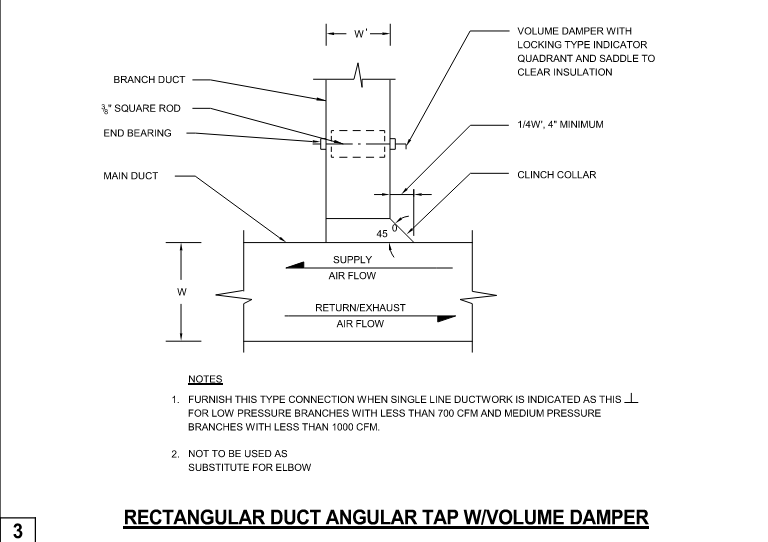 W'
VOLUME DAMPER WITH
LOCKING TYPE INDICATOR
QUADRANT AND SADDLE TO
CLEAR INSULATION
BRANCH DUCT
⅜" SQUARE ROD
END BEARING
1/4W', 4" MINIMUM
MAIN DUCT
CLINCH COLLAR
45 0
SUPPLY
AIR FLOW
W
RETURN/EXHAUST
AIR FLOW
NOTES
1. FURNISH THIS TYPE CONNECTION WHEN SINGLE LINE DUCTWORK IS INDICATED AS THIS
FOR LOW PRESSURE BRANCHES WITH LESS THAN 700 CFM AND MEDIUM PRESSURE
BRANCHES WITH LESS THAN 1000 CFM.
2. NOT TO BE USED AS
SUBSTITUTE FOR ELBOW
RECTANGULAR DUCT ANGULAR TAP W/VOLUME DAMPER
3